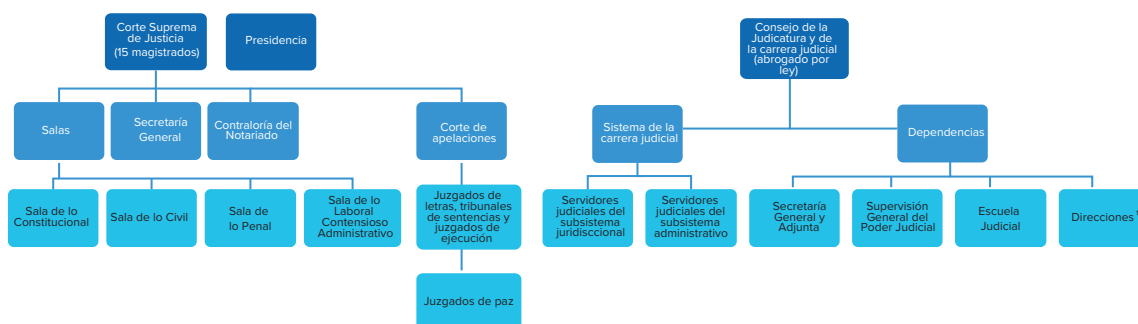 Corte Suprema
de Justicia
(15 magistrados)
Presidencia
Salas
Secretaría
General
Contraloría del
Notariado
Corte de
apelaciones
Sala de lo
Constitucional
Sala de lo Civil
Sala de
lo Penal
Sala de lo
Laboral
Contensioso
Administrativo
Juzgados de
letras, tribunales
de sentencias y
juzgados de
ejecución
Juzgados de paz
Consejo de la
Judicatura y de
la carrera judicial
(abrogado por
ley)
Sistema de la
carrera judicial
Dependencias
Servidores
judiciales del
subsistema
juridisccional
Servidores
judiciales del
subsistema
administrativo
Secretaría
General y
Adjunta
Supervisión
General del
Poder Judicial
Escuela
Judicial
Direcciones